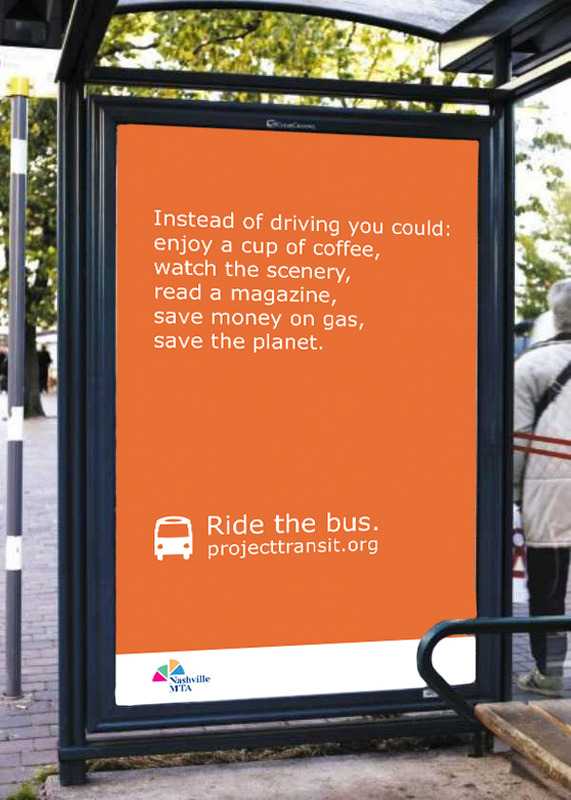 ClearChannel
Instead of driving you could:
enjoy a cup of coffee,
watch the scenery,
read a magazine,
save money on gas,
save the planet.
Ride the bus.
projecttransit.org
Nashville
MTA